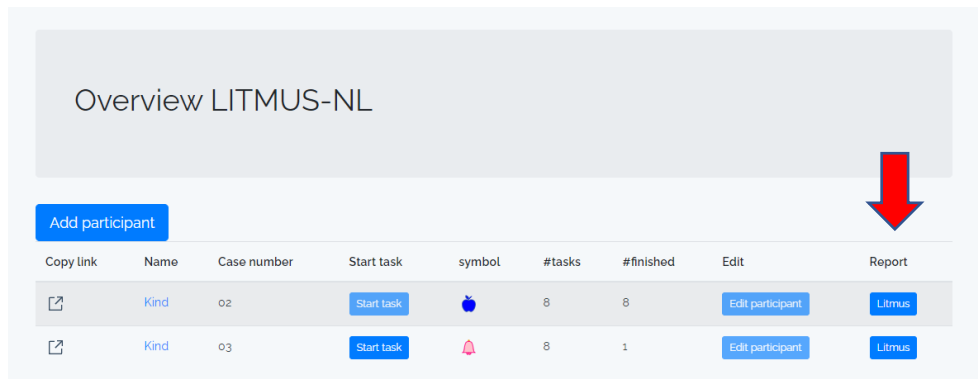 Overview LITMUS-NL
Add participant
Copy link Name Case number Start task symbol #tasks #finished Edit Report
Kind 02 Start task 8 8 Edit participant Litmus
Kind 03 Start task 8 1 Edit participant Litmus